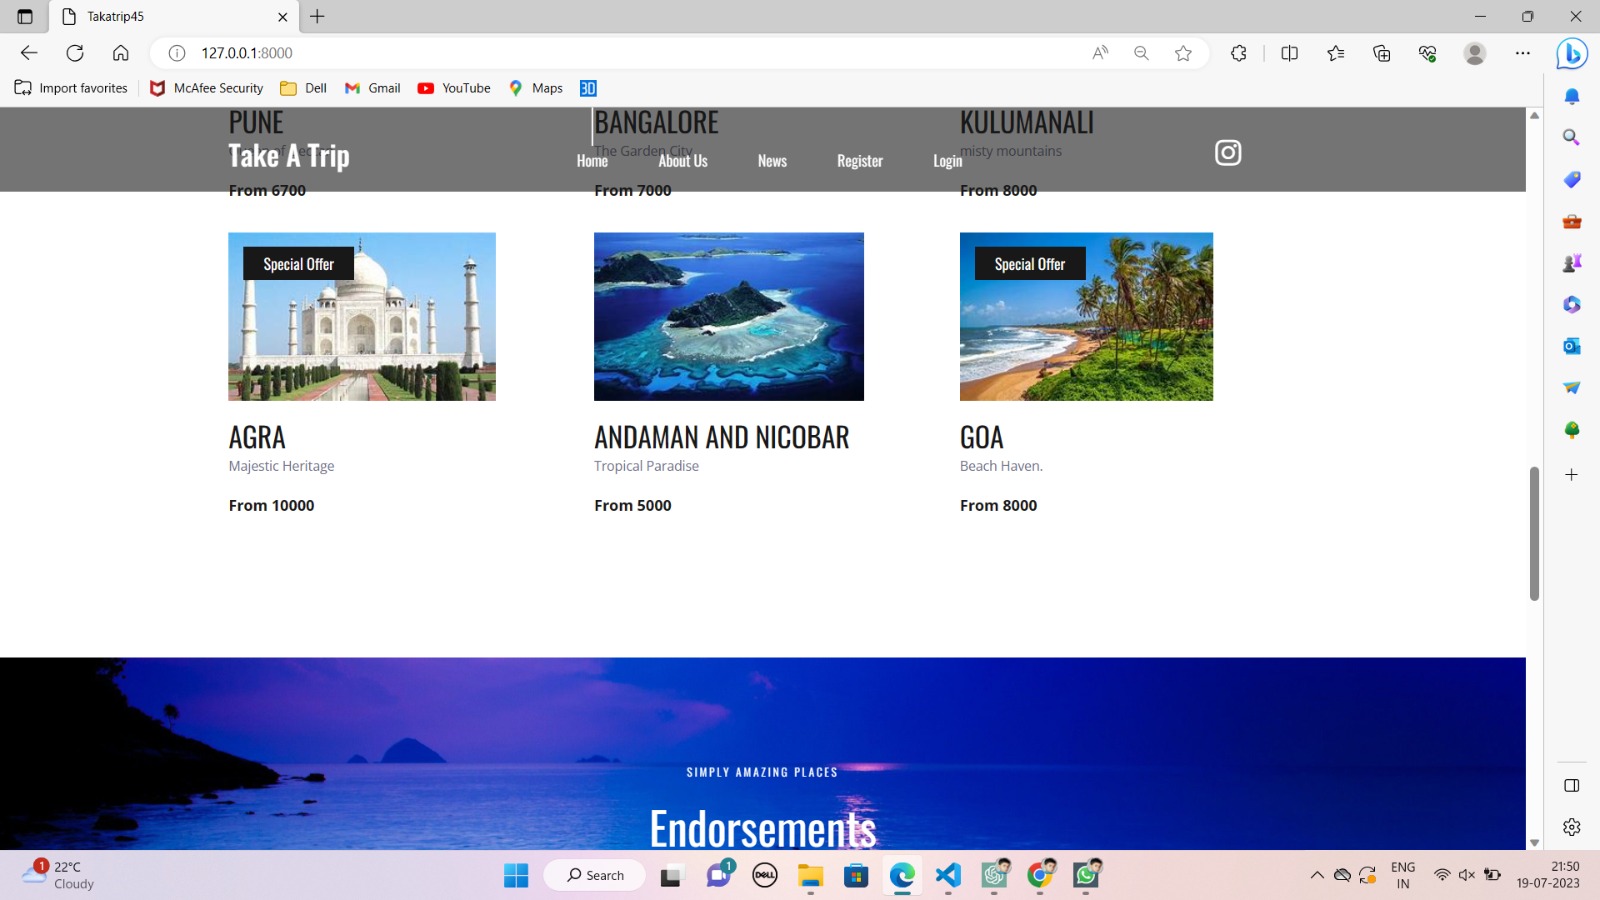 Takatrip45
127.0.0.1:8000
Import favorites
McAfee Security
Dell
Gmail
YouTube
Maps
3D
PUNE
BANGALORE
KULUMANALI
The Garden City
misty mountains
Take A Trip
Home
About Us
News
Register
Login
From 6700
From 7000
From 8000
Special Offer
Special Offer
AGRA
ANDAMAN AND NICOBAR
GOA
Majestic Heritage
Tropical Paradise
Beach Haven.
From 10000
From 5000
From 8000
SIMPLY AMAZING PLACES
Endorsements
1
22°C
Cloudy
Search
1
DELL
ENG
IN
21:50
19-07-2023